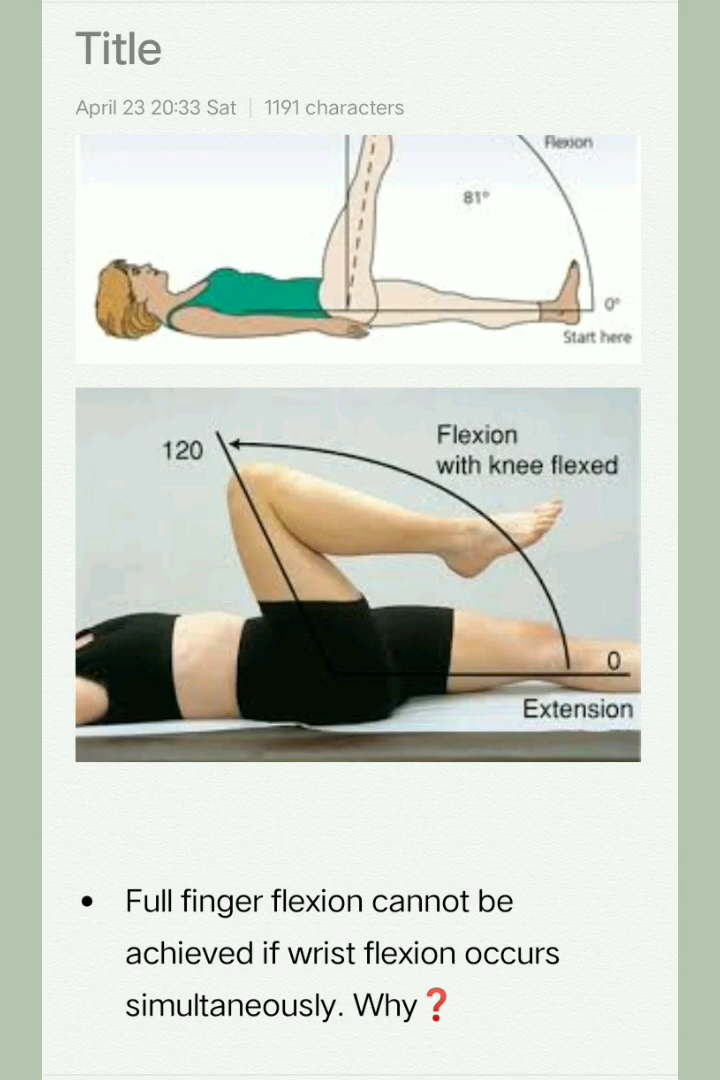 Title
April 23 20:33 Sat | 1191 characters
Flexion
81°
0°
Start here
120
Flexion
with knee flexed
0
Extension
• Full finger flexion cannot be
achieved if wrist flexion occurs
simultaneously. Why❓